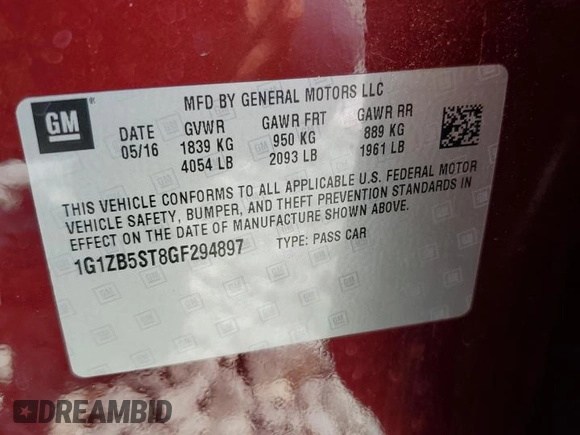 GM
MFD BY GENERAL MOTORS LLC
DATE GVWR GAWR FRT GAWR RR
05/16 1839 KG 950 KG 889 KG
4054 LB 2093 LB 1961 LB
THIS VEHICLE CONFORMS TO ALL APPLICABLE U.S. FEDERAL MOTOR
VEHICLE SAFETY, BUMPER, AND THEFT PREVENTION STANDARDS IN
EFFECT ON THE DATE OF MANUFACTURE SHOWN ABOVE.
1G1ZB5ST8GF294897 TYPE: PASS CAR
DREAMBID